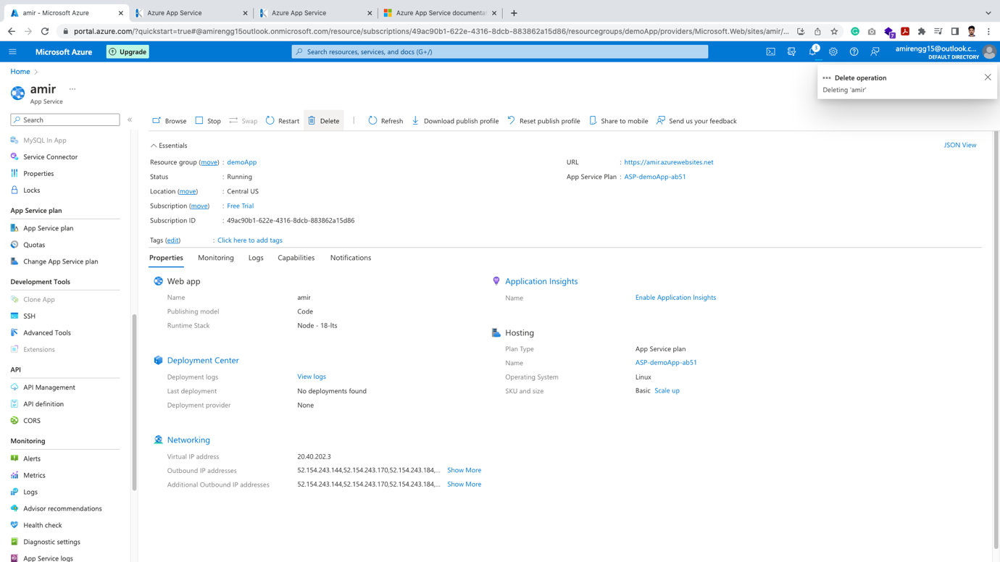 amir - Microsoft Azure
Azure App Service
Azure App Service
Azure App Service documenta
portal.azure.com/?quickstart=true#@amirengg15outlook.onmicrosoft.com/resource/subscriptions/49ac90b1-622e-4316-8dcb-883862a15d86/resourcegroups/demoApp/providers/Microsoft.Web/sites/amir/...
7
Microsoft Azure
Upgrade
Search resources, services, and docs (G+/)
3
amirengg15@outlook.c...
DEFAULT DIRECTORY
Home
amir
...
App Service
Delete operation
Deleting 'amir'
Search
Browse Stop Swap Restart Delete Refresh Download publish profile Reset publish profile Share to mobile Send us your feedback
MySQL In App
Service Connector
Properties
Locks
App Service plan
App Service plan
Quotas
Change App Service plan
Development Tools
Clone App
SSH
Advanced Tools
Extensions
API
API Management
API definition
CORS
Monitoring
Alerts
Metrics
Logs
Advisor recommendations
Health check
Diagnostic settings
App Service logs
Essentials
JSON View
Resource group (move) : demoApp
Status : Running
Location (move) : Central US
Subscription (move) : Free Trial
Subscription ID : 49ac90b1-622e-4316-8dcb-883862a15d86
Tags (edit) : Click here to add tags
URL : https://amir.azurewebsites.net
App Service Plan : ASP-demoApp-ab51
Properties Monitoring Logs Capabilities Notifications
Web app
Name amir
Publishing model Code
Runtime Stack Node - 18-lts
Deployment Center
Deployment logs View logs
Last deployment No deployments found
Deployment provider None
Networking
Virtual IP address 20.40.202.3
Outbound IP addresses 52.154.243.144,52.154.243.170,52.154.243.184,... Show More
Additional Outbound IP addresses 52.154.243.144,52.154.243.170,52.154.243.184,... Show More
Application Insights
Name Enable Application Insights
Hosting
Plan Type App Service plan
Name ASP-demoApp-ab51
Operating System Linux
SKU and size Basic Scale up